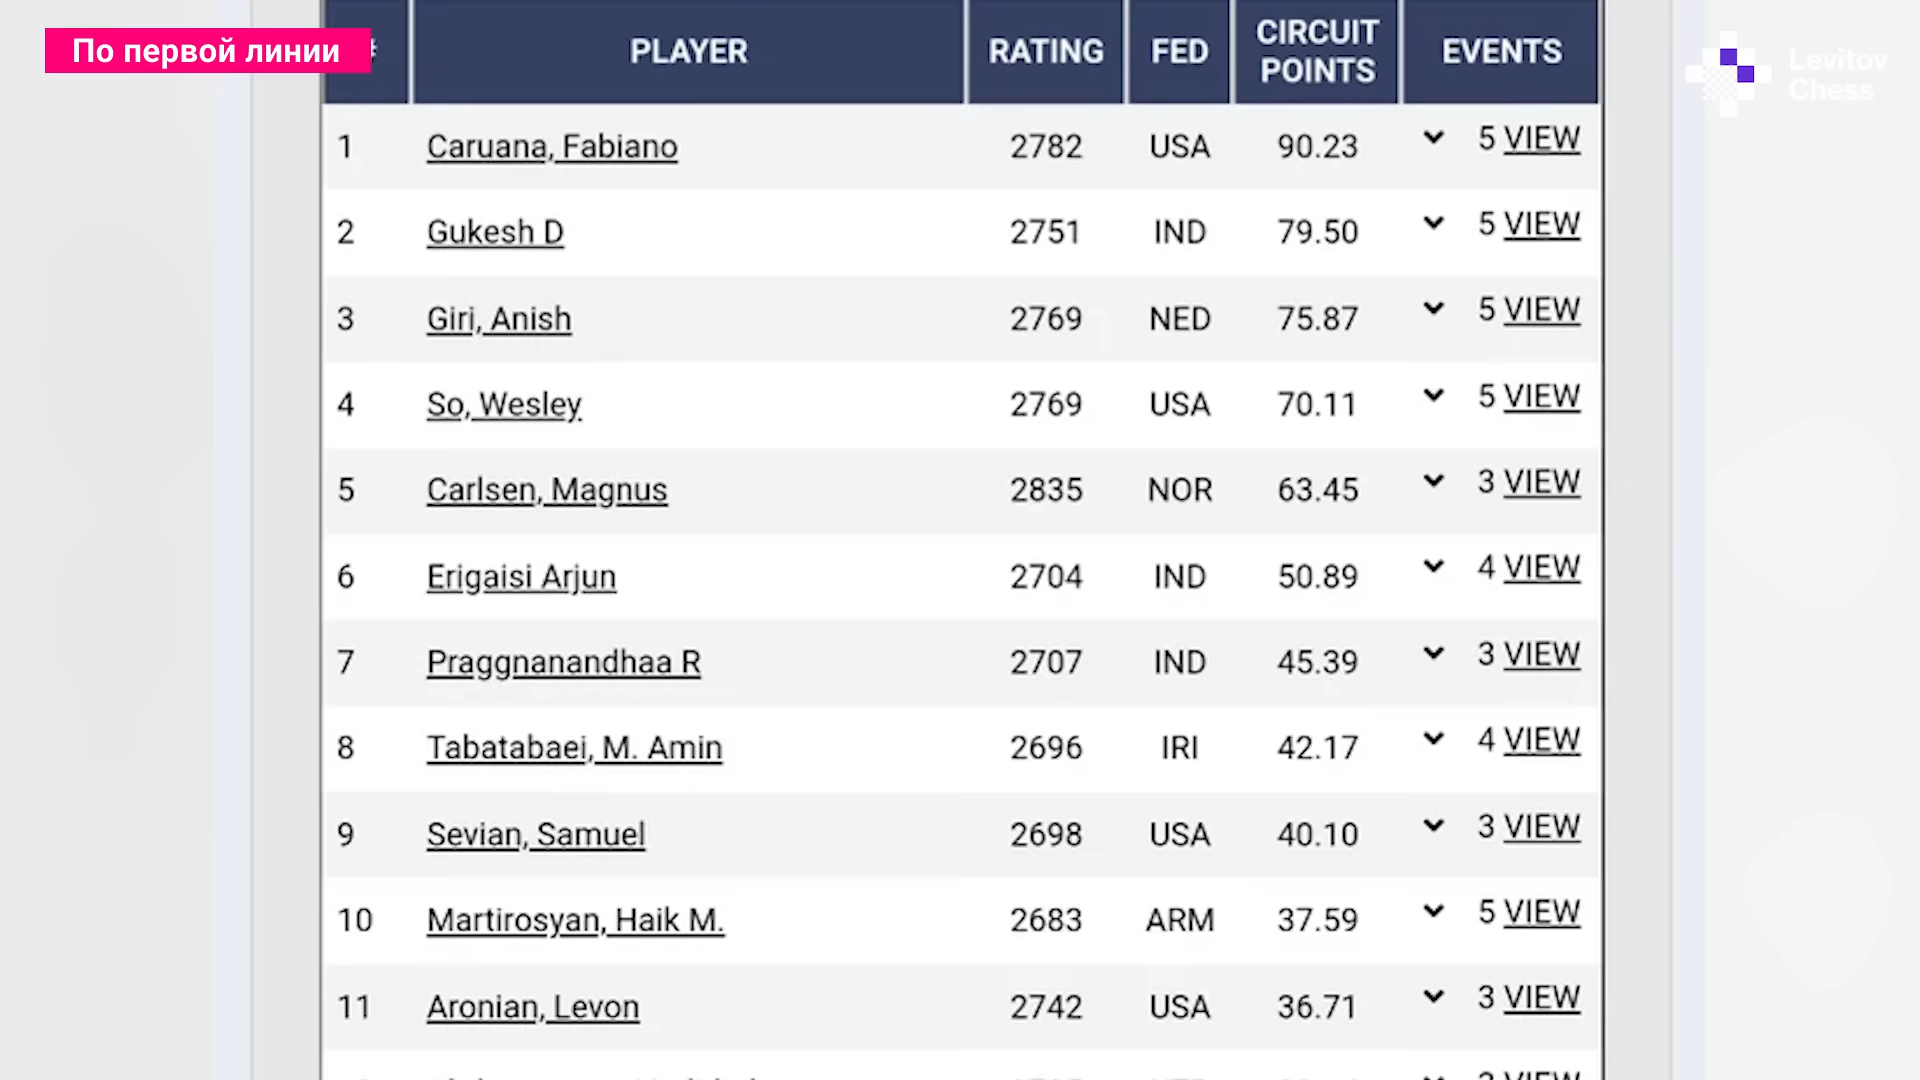 По первой линии
PLAYER RATING FED CIRCUIT POINTS EVENTS
Levitov
Chess
1 Caruana, Fabiano 2782 USA 90.23 5 VIEW
2 Gukesh D 2751 IND 79.50 5 VIEW
3 Giri, Anish 2769 NED 75.87 5 VIEW
4 So, Wesley 2769 USA 70.11 5 VIEW
5 Carlsen, Magnus 2835 NOR 63.45 3 VIEW
6 Erigaisi Arjun 2704 IND 50.89 4 VIEW
7 Praggnanandhaa R 2707 IND 45.39 3 VIEW
8 Tabatabaei, M. Amin 2696 IRI 42.17 4 VIEW
9 Sevian, Samuel 2698 USA 40.10 3 VIEW
10 Martirosyan, Haik M. 2683 ARM 37.59 5 VIEW
11 Aronian, Levon 2742 USA 36.71 3 VIEW